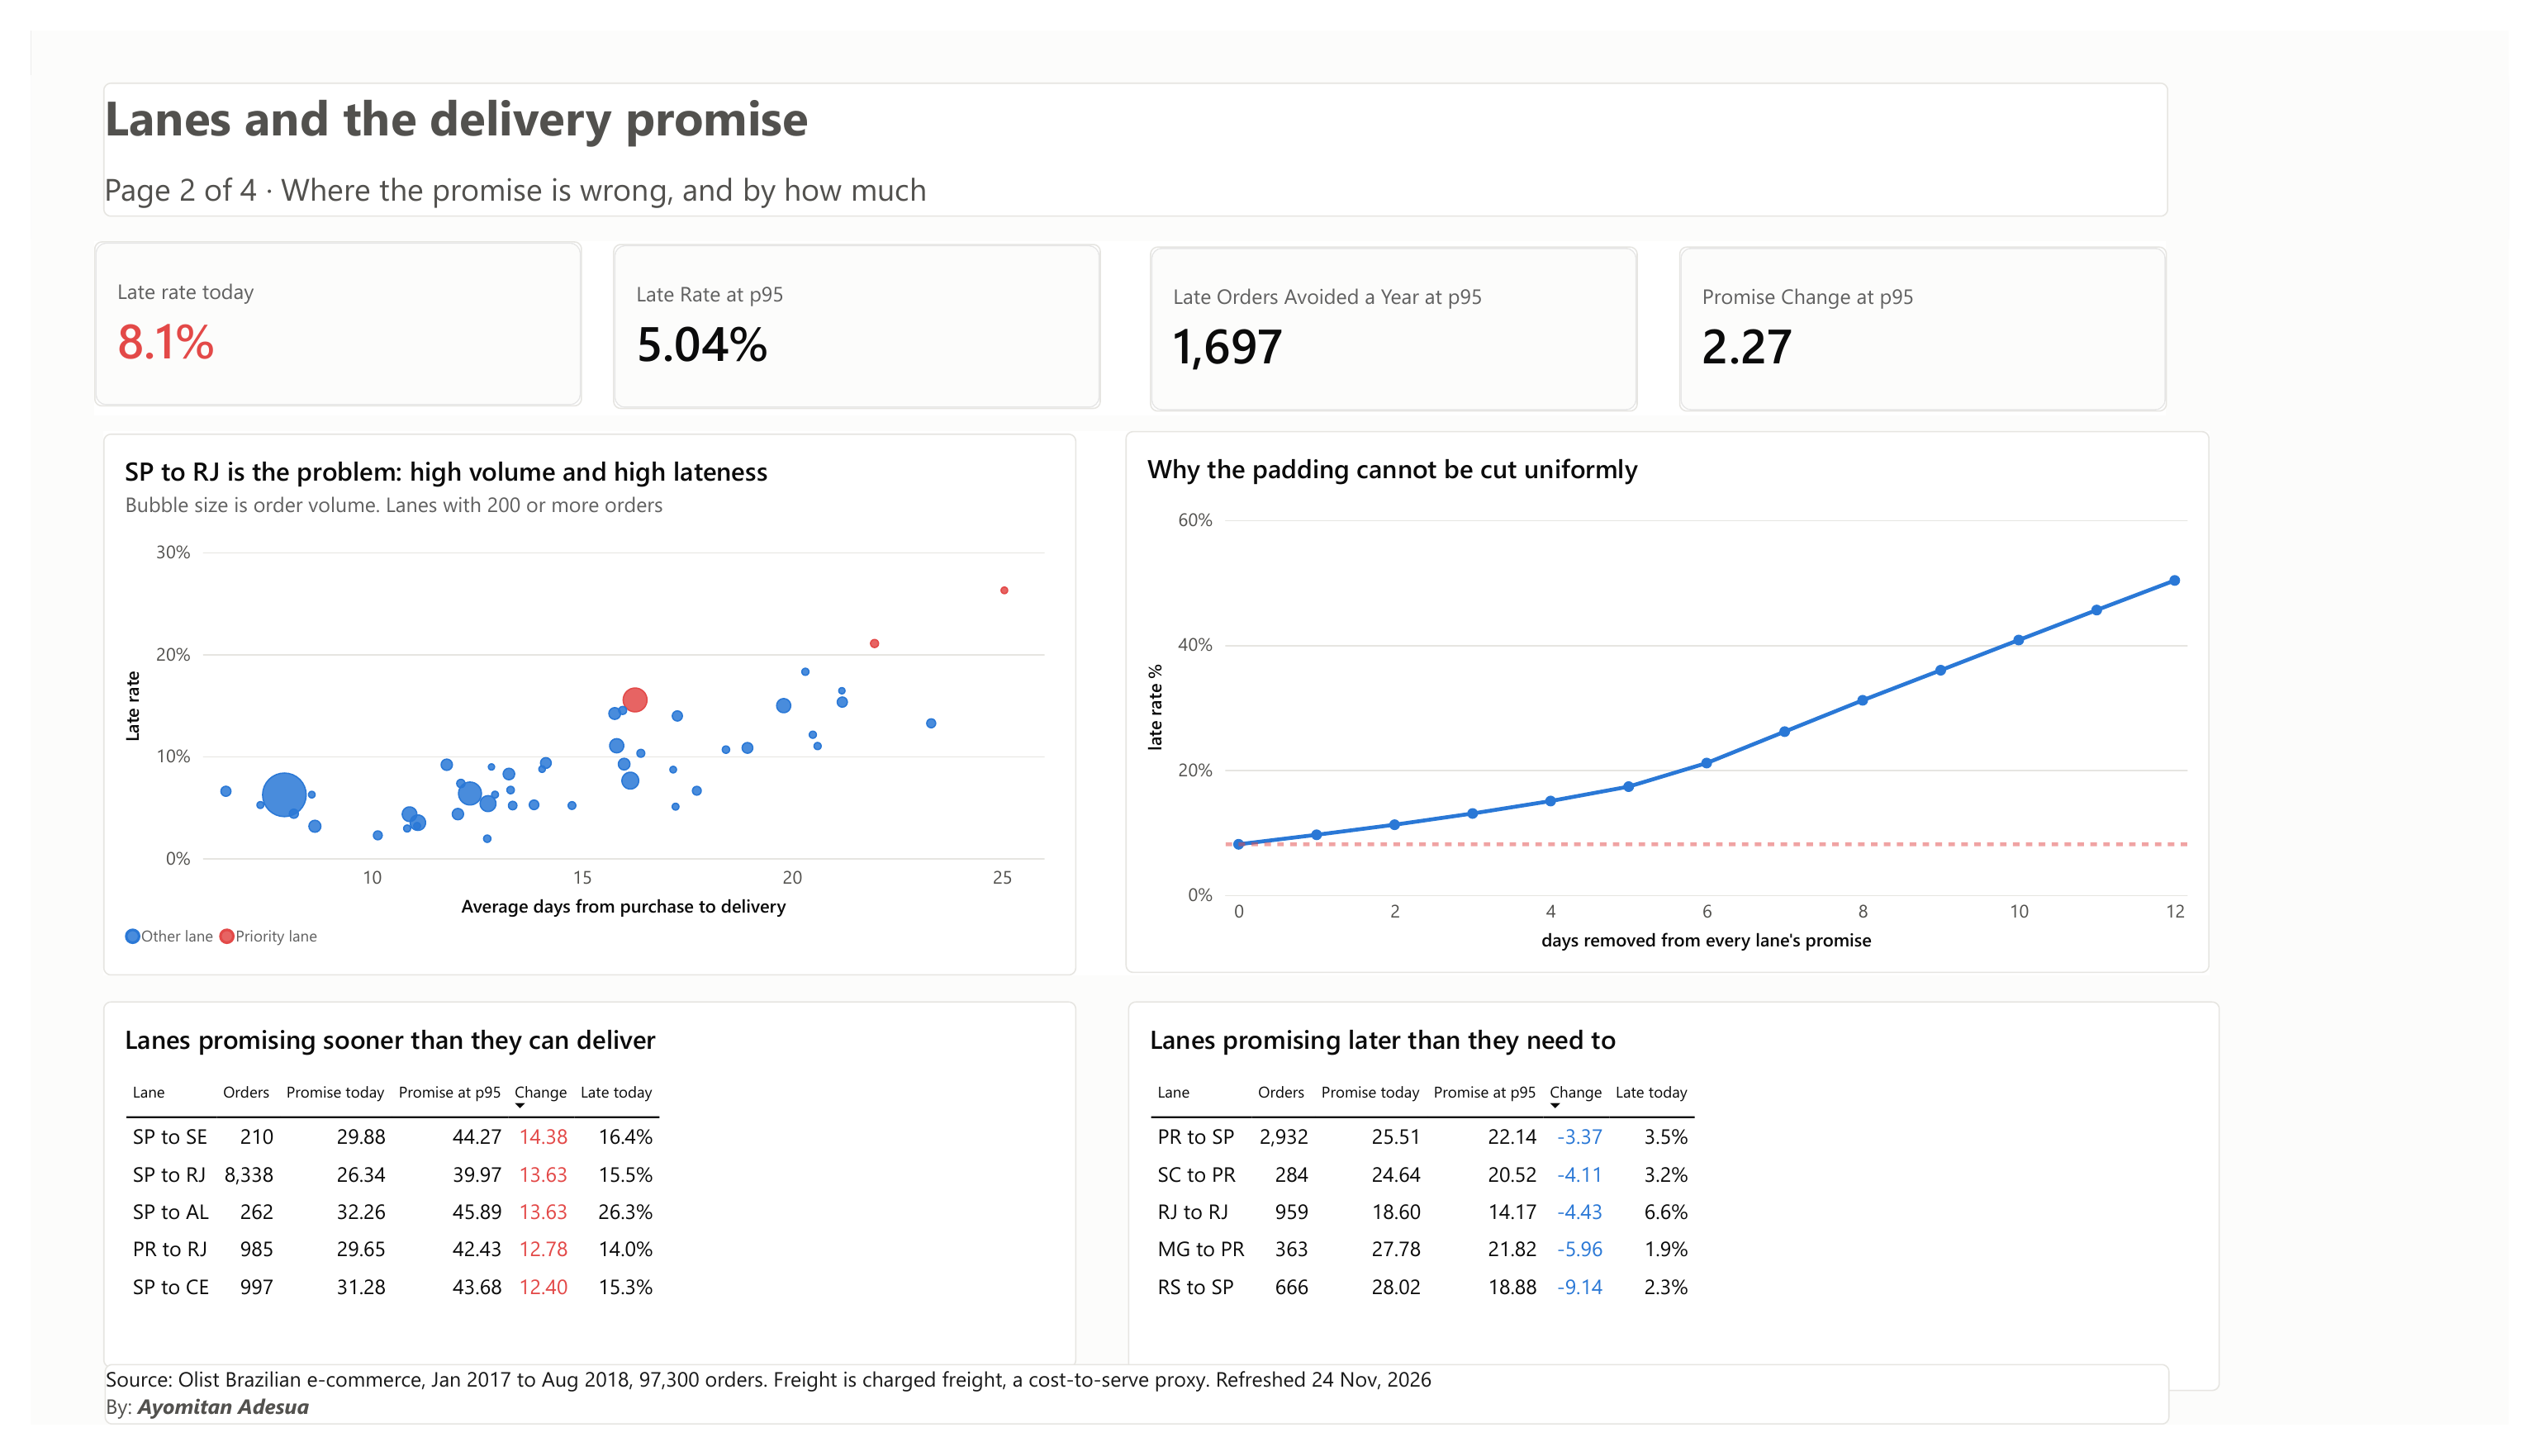 Lanes and the delivery promise
Page 2 of 4 · Where the promise is wrong, and by how much
Late rate today
8.1%
Late Rate at p95
5.04%
Late Orders Avoided a Year at p95
1,697
Promise Change at p95
2.27
SP to RJ is the problem: high volume and high lateness
Bubble size is order volume. Lanes with 200 or more orders
30%
20%
10%
0%
Late rate
10 15 20 25
Average days from purchase to delivery
Other lane Priority lane
Why the padding cannot be cut uniformly
60%
40%
20%
0%
late rate %
0 2 4 6 8 10 12
days removed from every lane's promise
Lanes promising sooner than they can deliver
Lane Orders Promise today Promise at p95 Change Late today
SP to SE 210 29.88 44.27 14.38 16.4%
SP to RJ 8,338 26.34 39.97 13.63 15.5%
SP to AL 262 32.26 45.89 13.63 26.3%
PR to RJ 985 29.65 42.43 12.78 14.0%
SP to CE 997 31.28 43.68 12.40 15.3%
Lanes promising later than they need to
Lane Orders Promise today Promise at p95 Change Late today
PR to SP 2,932 25.51 22.14 -3.37 3.5%
SC to PR 284 24.64 20.52 -4.11 3.2%
RJ to RJ 959 18.60 14.17 -4.43 6.6%
MG to PR 363 27.78 21.82 -5.96 1.9%
RS to SP 666 28.02 18.88 -9.14 2.3%
Source: Olist Brazilian e-commerce, Jan 2017 to Aug 2018, 97,300 orders. Freight is charged freight, a cost-to-serve proxy. Refreshed 24 Nov, 2026
By: Ayomitan Adesua